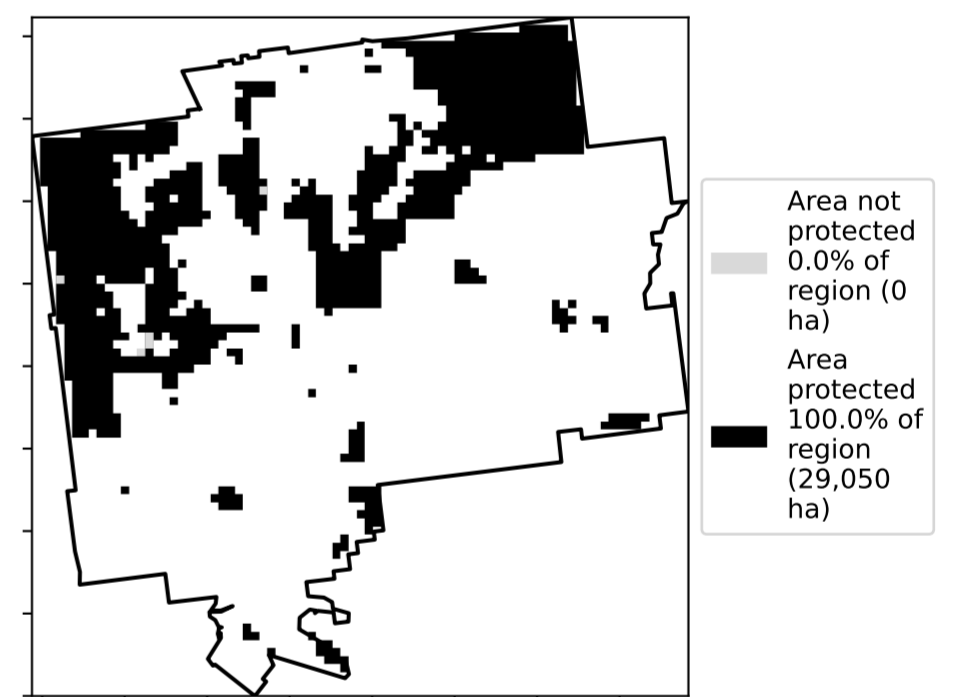 Area not
protected
0.0% of
region (0
ha)
Area
protected
100.0% of
region
(29,050
ha)